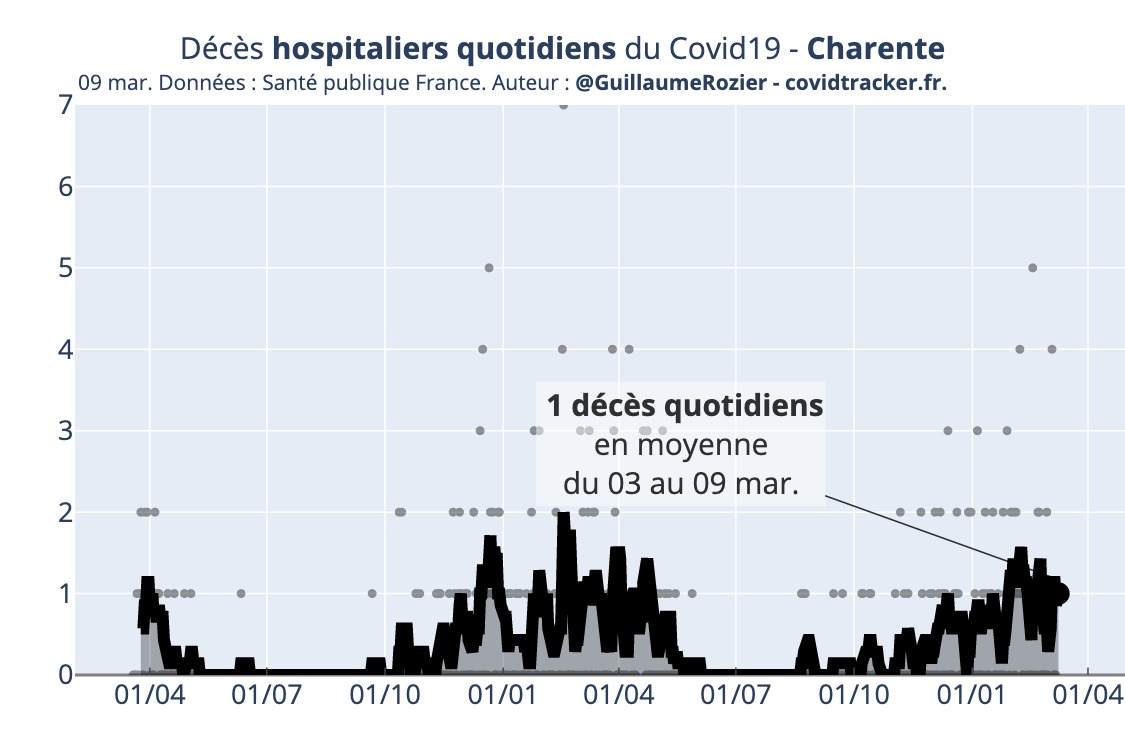 Décès hospitaliers quotidiens du Covid19 - Charente
09 mar. Données : Santé publique France. Auteur : @GuillaumeRozier - covidtracker.fr.
7
6
5
4
3
2
1
0
1 décès quotidiens
en moyenne
du 03 au 09 mar.
01/04 01/07 01/10 01/01 01/04 01/07 01/10 01/01 01/04